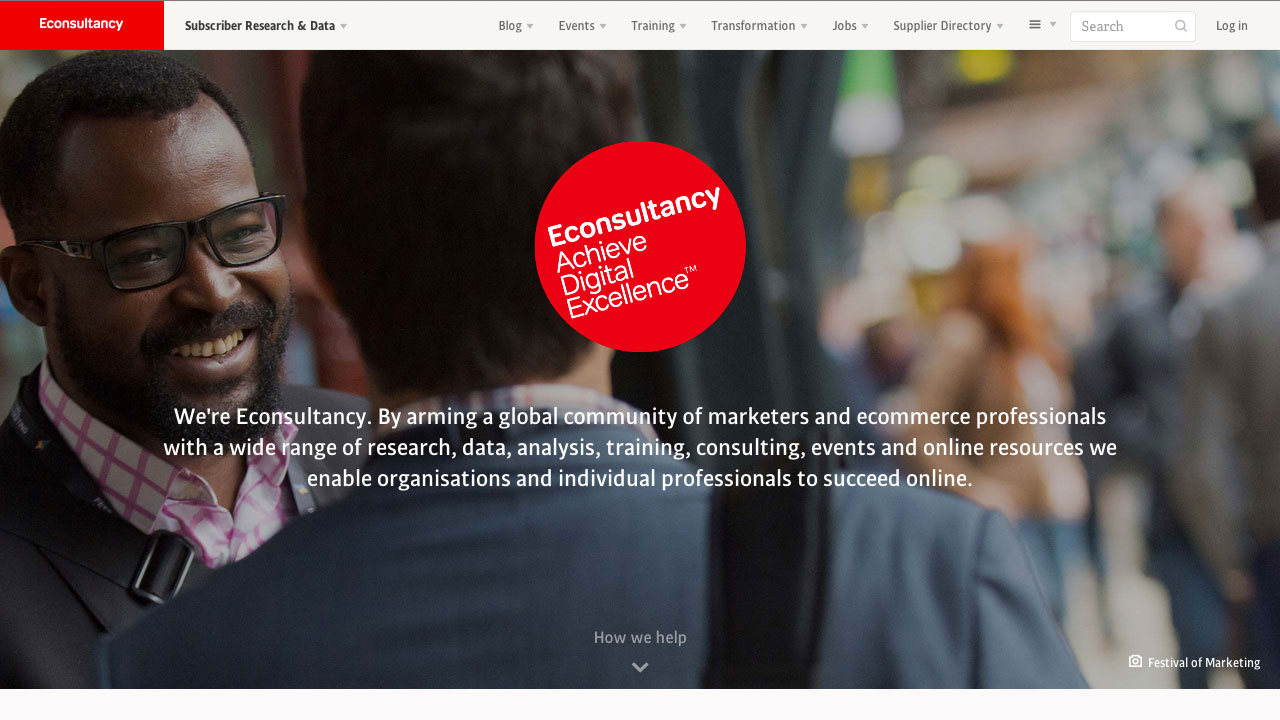 Econsultancy
Subscriber Research & Data
Blog
Events
Training
Transformation
Jobs
Supplier Directory
Search
Log in
Econsultancy
Achieve
Digital
Excellence™
We're Econsultancy. By arming a global community of marketers and ecommerce professionals
with a wide range of research, data, analysis, training, consulting, events and online resources we
enable organisations and individual professionals to succeed online.
How we help
Festival of Marketing